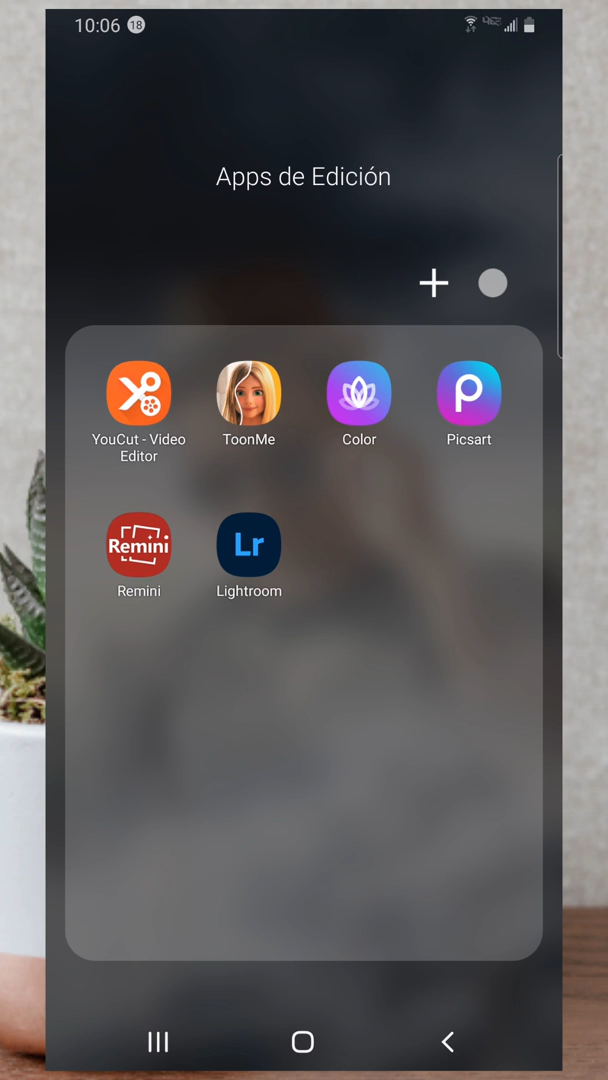 10:06 18
Apps de Edición
YouCut - Video
Editor
ToonMe
Color
Picsart
Remini
Remini
Lr
Lightroom